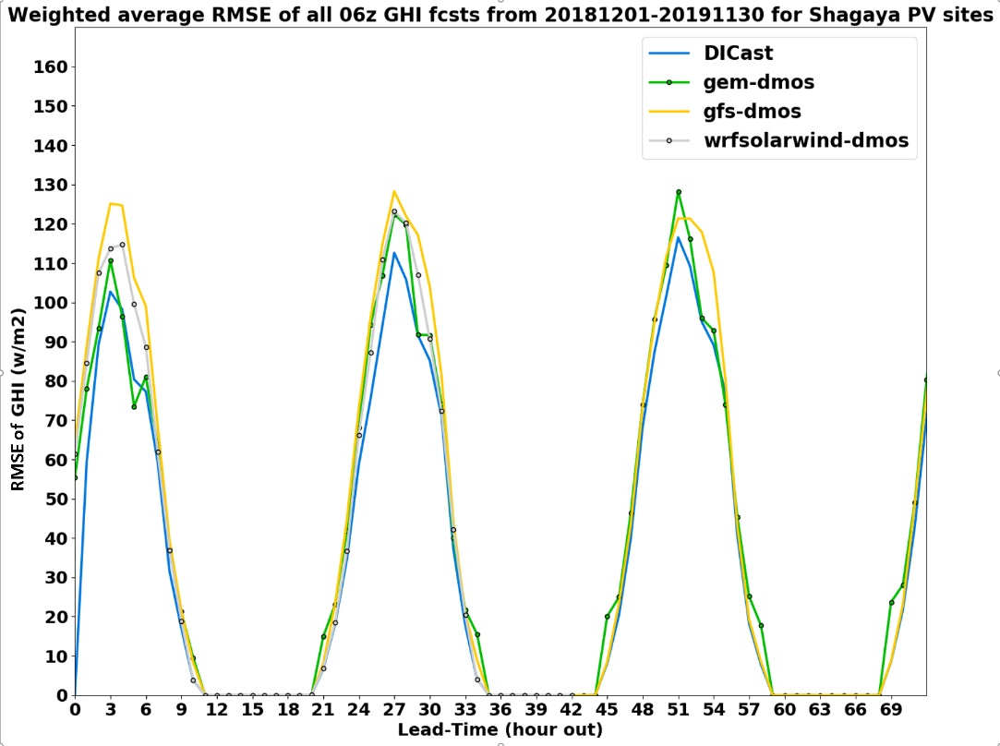 Weighted average RMSE of all 06z GHI fcsts from 20181201-20191130 for Shagaya PV sites
DICast
gem-dmos
gfs-dmos
wrfsolarwind-dmos
160
150
140
130
120
110
100
90
80
70
60
50
40
30
20
10
0
RMSE of GHI (w/m2)
0 3 6 9 12 15 18 21 24 27 30 33 36 39 42 45 48 51 54 57 60 63 66 69
Lead-Time (hour out)